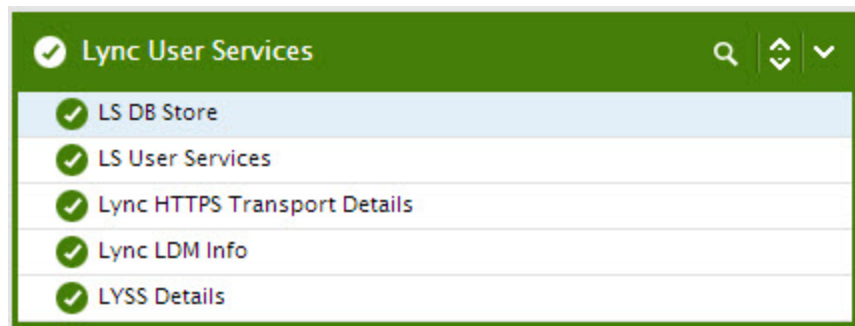 Lync User Services
LS DB Store
LS User Services
Lync HTTPS Transport Details
Lync LDM Info
LYSS Details